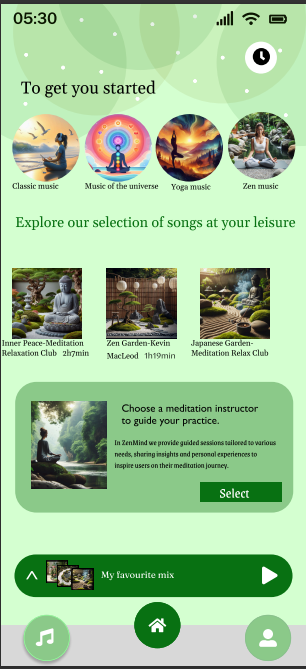 05:30
To get you started
Classic music
Music of the universe
Yoga music
Zen music
Explore our selection of songs at your leisure
Inner Peace-Meditation
Relaxation Club 2h7min
Zen Garden-Kevin
MacLeod 1h19min
Japanese Garden-
Meditation Relax Club
Choose a meditation instructor
to guide your practice.
In ZenMind we provide guided sessions tailored to various
needs, sharing insights and personal experiences to
inspire users on their meditation journey.
Select
My favourite mix